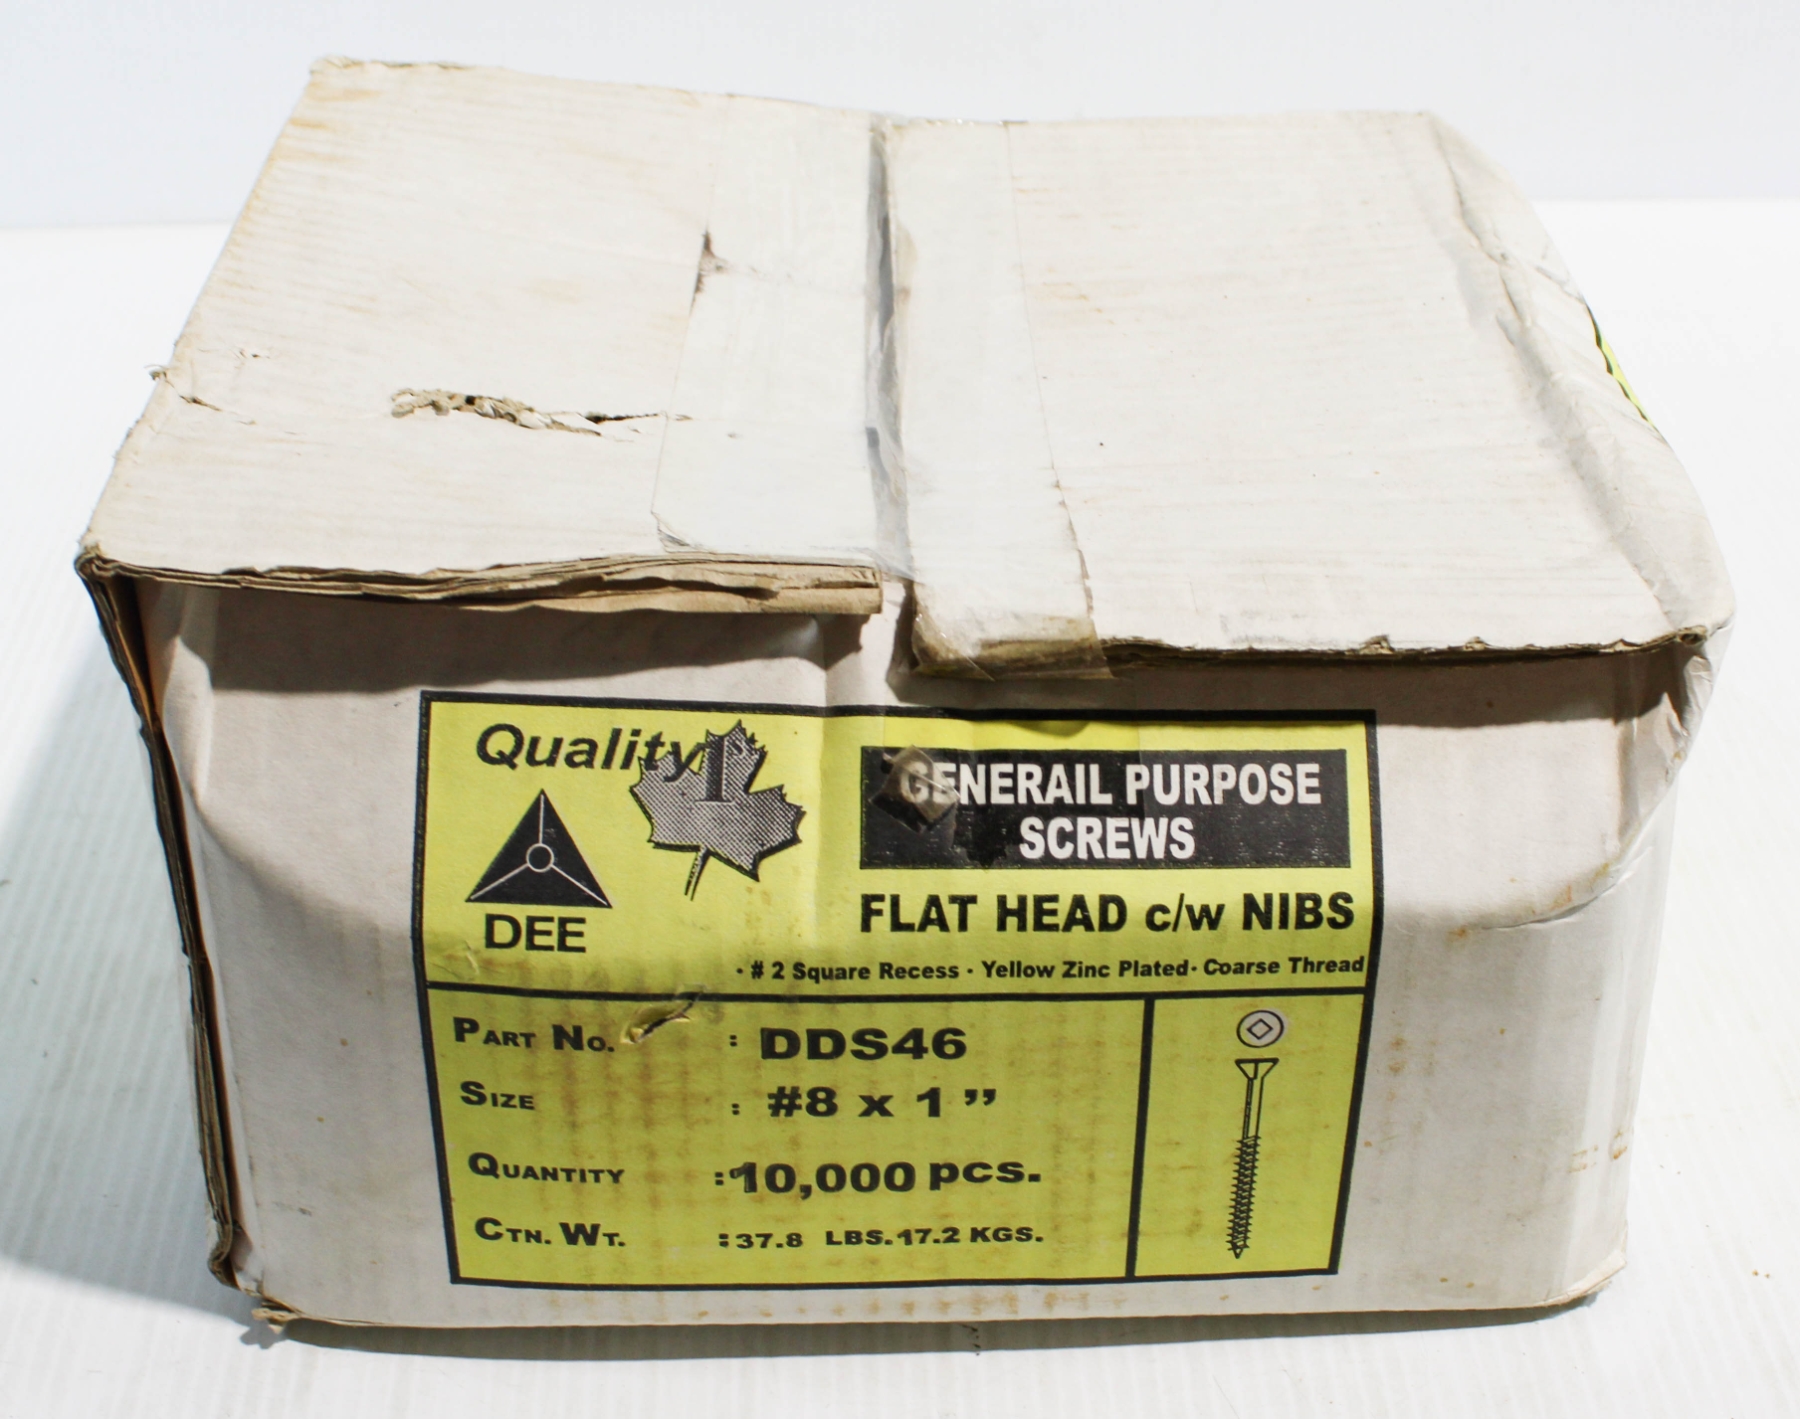 Quality 1
DEE
GENERAIL PURPOSE
SCREWS
FLAT HEAD c/w NIBS
· # 2 Square Recess · Yellow Zinc Plated · Coarse Thread
PART NO. : DDS46
SIZE : #8 x 1 ”
QUANTITY : 10,000 pcs.
CTN. WT. : 37.8 LBS. 17.2 KGS.